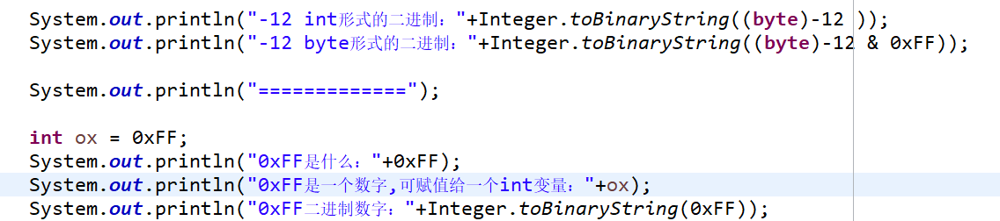 System.out.println("-12 int形式的二进制："+Integer.toBinaryString((byte)-12 ));
System.out.println("-12 byte形式的二进制："+Integer.toBinaryString((byte)-12 & 0xFF));
System.out.println("=============");
int ox = 0xFF;
System.out.println("0xFF是什么："+0xFF);
System.out.println("0xFF是一个数字,可赋值给一个int变量："+ox);
System.out.println("0xFF二进制数字："+Integer.toBinaryString(0xFF));